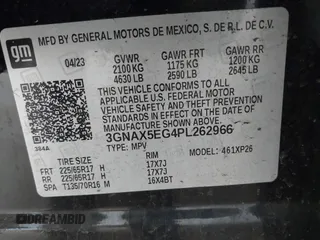 gm
MFD BY GENERAL MOTORS DE MEXICO, S. DE R.L. DE C.V.
04/23 GVWR GAWR FRT GAWR RR
2100 KG 1175 KG 1200 KG
4630 LB 2590 LB 2645 LB
THIS VEHICLE CONFORMS TO ALL
APPLICABLE U.S. FEDERAL MOTOR VEHICLE
SAFETY, BUMPER, AND THEFT PREVENTION
STANDARDS IN EFFECT ON THE DATE OF
MANUFACTURE SHOWN ABOVE.
384A 3GNAX5EG4PL262966
TYPE: MPV MODEL: 461XP26
TIRE SIZE RIM
FRT 225/65R17 H 17X7J
RR 225/65R17 H 17X7J
SPA T135/70R16 M 16X4BT
DREAMBID